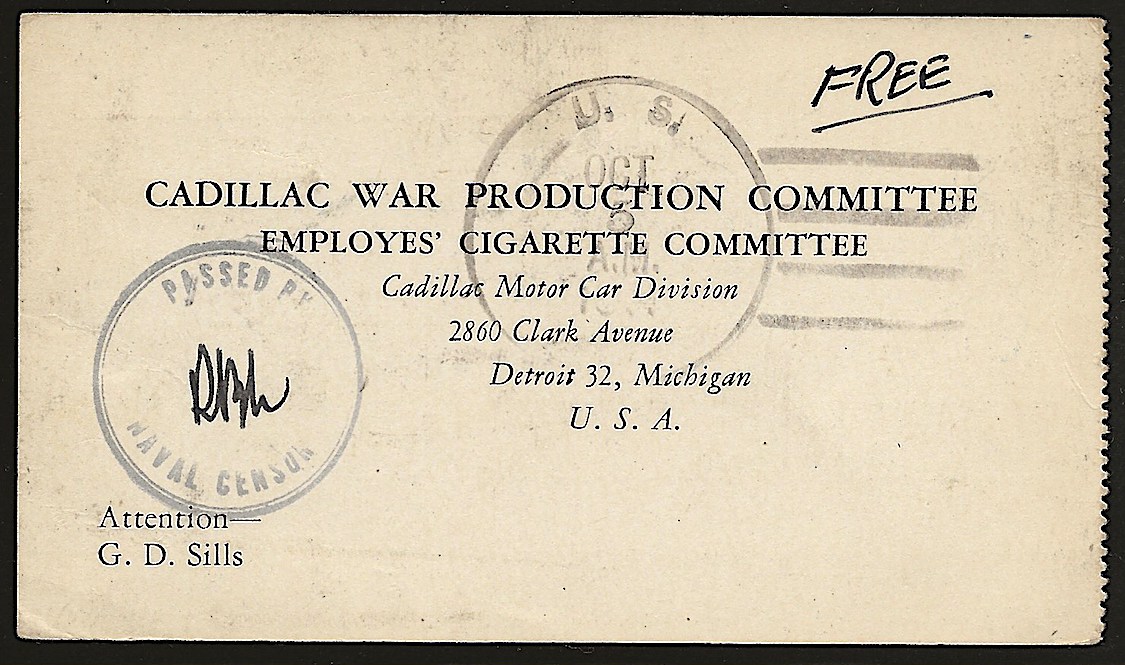 FREE
U. S.
OCT
5
A.M.
CADILLAC WAR PRODUCTION COMMITTEE
EMPLOYES' CIGARETTE COMMITTEE
Cadillac Motor Car Division
2860 Clark Avenue
Detroit 32, Michigan
U. S. A.
PASSED BY
NAVAL CENSOR
Attention—
G. D. Sills